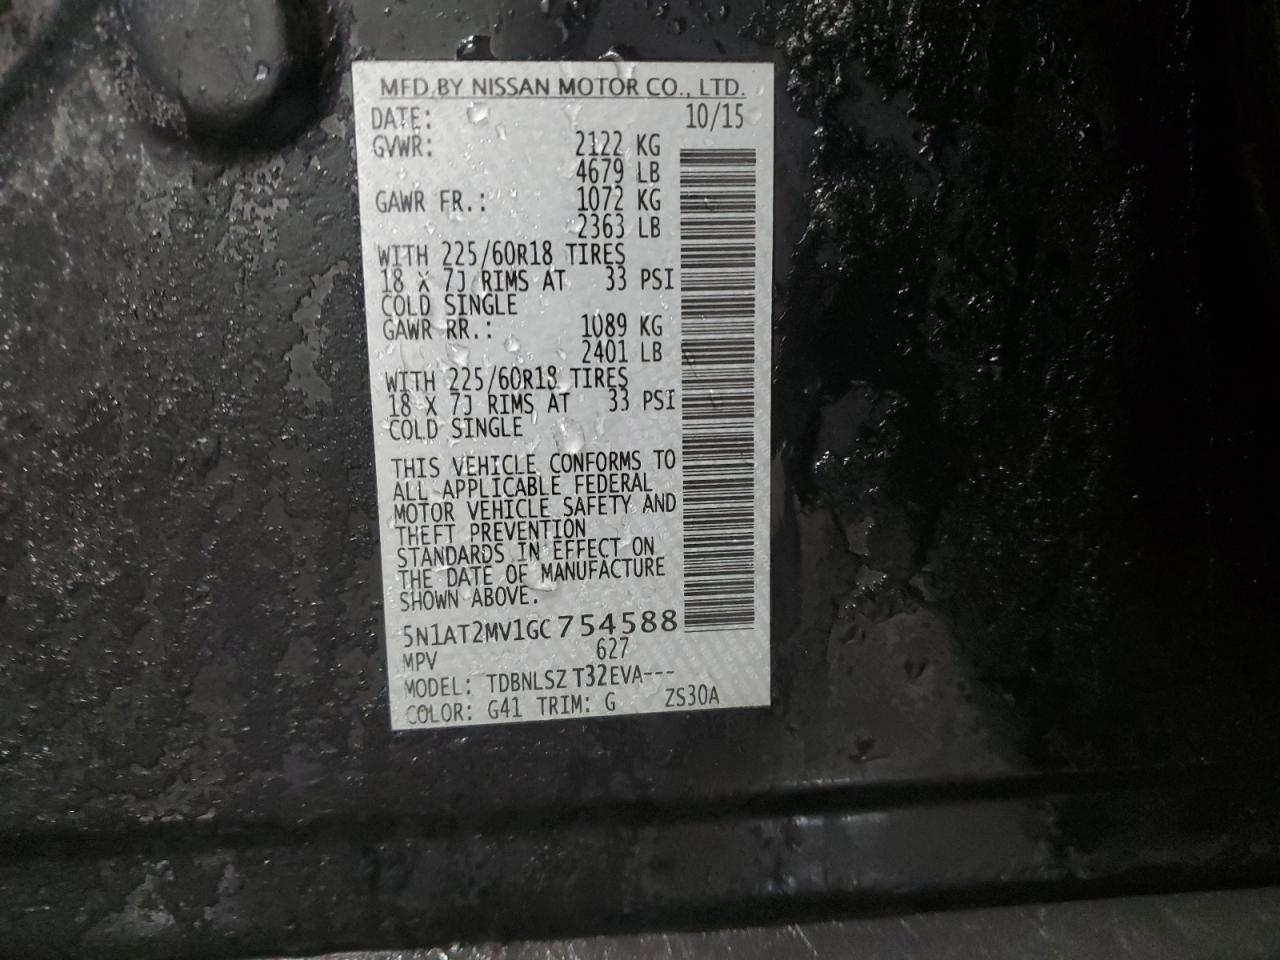 MFD BY NISSAN MOTOR CO., LTD.
DATE: 10/15
GVWR: 2122 KG
4679 LB
GAWR FR.: 1072 KG
2363 LB
WITH 225/60R18 TIRES
18 X 7J RIMS AT 33 PSI
COLD SINGLE
GAWR RR.: 1089 KG
2401 LB
WITH 225/60R18 TIRES
18 X 7J RIMS AT 33 PSI
COLD SINGLE
THIS VEHICLE CONFORMS TO
ALL APPLICABLE FEDERAL
MOTOR VEHICLE SAFETY AND
THEFT PREVENTION
STANDARDS IN EFFECT ON
THE DATE OF MANUFACTURE
SHOWN ABOVE.
5N1AT2MV1GC754588
MPV 627
MODEL: TDBNLSZ T32EVA---
COLOR: G41 TRIM: G ZS30A